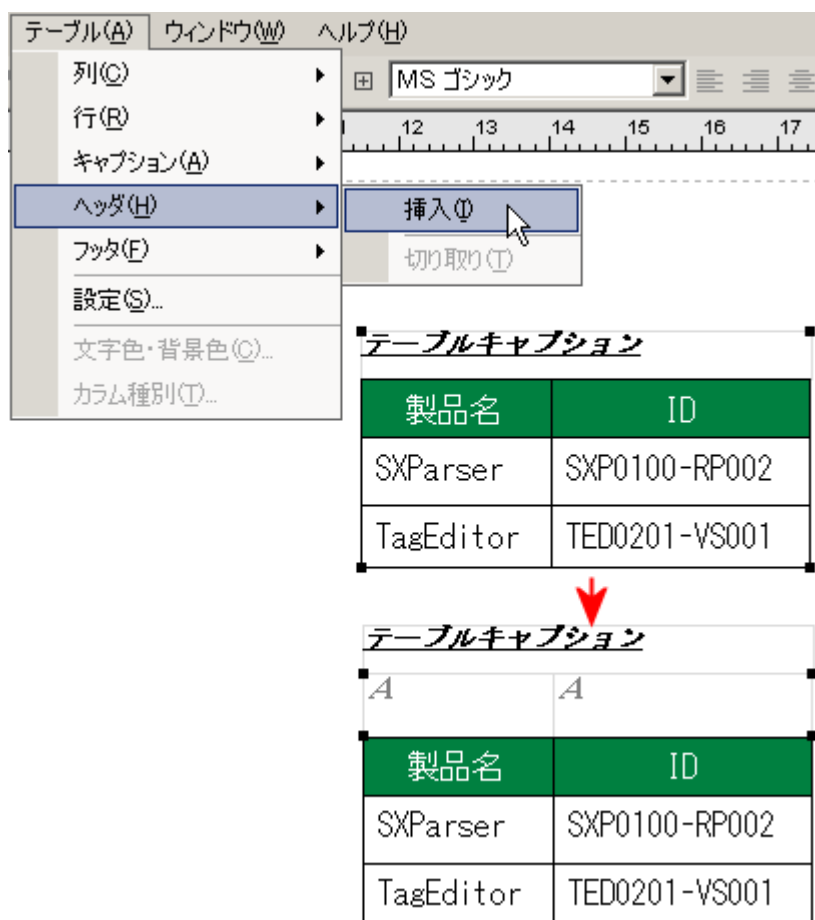 テーブル(A) ウィンドウ(W) ヘルプ(H)
列(C)
MS ゴシック
行(R)
12 13 14 15 16 17
キャプション(A)
ヘッダ(H)
挿入(I)
フッタ(F)
切り取り(T)
設定(S)...
文字色・背景色(C)...
カラム種別(T)...
テーブルキャプション
製品名 ID
SXParser SXP0100-RP002
TagEditor TED0201-VS001
テーブルキャプション
A A
製品名 ID
SXParser SXP0100-RP002
TagEditor TED0201-VS001